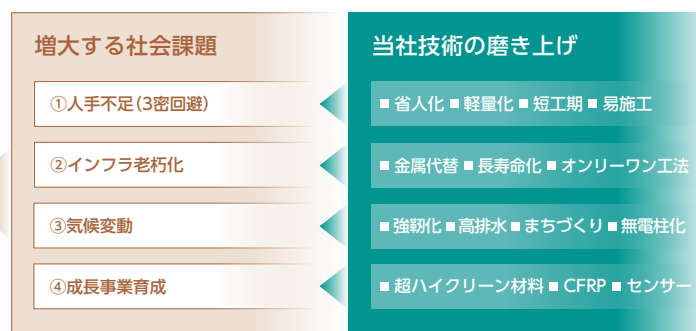 増大する社会課題
当社技術の磨き上げ
①人手不足(3密回避)
■ 省人化 ■ 軽量化 ■ 短工期 ■ 易施工
②インフラ老朽化
■ 金属代替 ■ 長寿命化 ■ オンリーワン工法
③気候変動
■ 強靭化 ■ 高排水 ■ まちづくり ■ 無電柱化
④成長事業育成
■ 超ハイクリーン材料 ■ CFRP ■ センサー